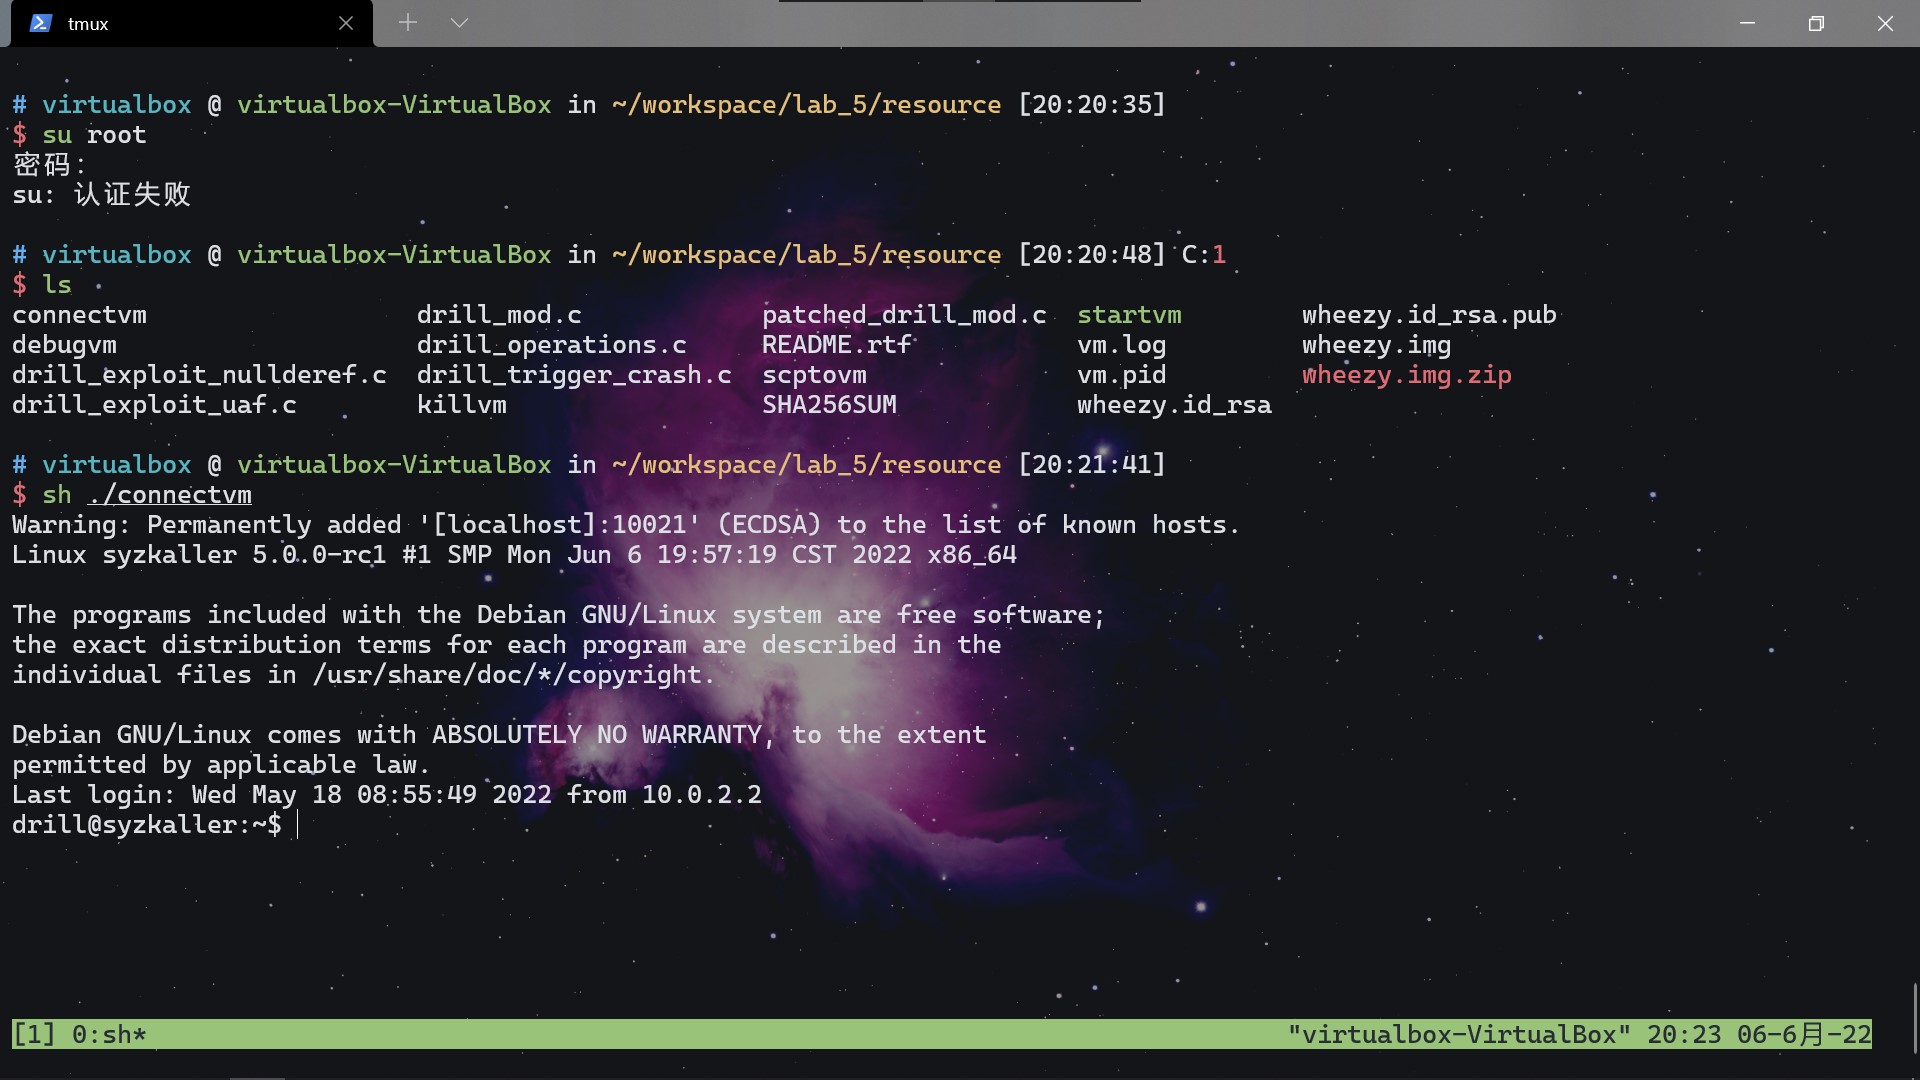 tmux
# virtualbox @ virtualbox-VirtualBox in ~/workspace/lab_5/resource [20:20:35]
$ su root
密码：
su: 认证失败
# virtualbox @ virtualbox-VirtualBox in ~/workspace/lab_5/resource [20:20:48] C:1
$ ls
connectvm drill_mod.c patched_drill_mod.c startvm wheezy.id_rsa.pub
debugvm drill_operations.c README.rtf vm.log wheezy.img
drill_exploit_nullderef.c drill_trigger_crash.c scptovm vm.pid wheezy.img.zip
drill_exploit_uaf.c killvm SHA256SUM wheezy.id_rsa
# virtualbox @ virtualbox-VirtualBox in ~/workspace/lab_5/resource [20:21:41]
$ sh ./connectvm
Warning: Permanently added '[localhost]:10021' (ECDSA) to the list of known hosts.
Linux syzkaller 5.0.0-rc1 #1 SMP Mon Jun 6 19:57:19 CST 2022 x86_64
The programs included with the Debian GNU/Linux system are free software;
the exact distribution terms for each program are described in the
individual files in /usr/share/doc/*/copyright.
Debian GNU/Linux comes with ABSOLUTELY NO WARRANTY, to the extent
permitted by applicable law.
Last login: Wed May 18 08:55:49 2022 from 10.0.2.2
drill@syzkaller:~$
[1] 0:sh* "virtualbox-VirtualBox" 20:23 06-6月-22